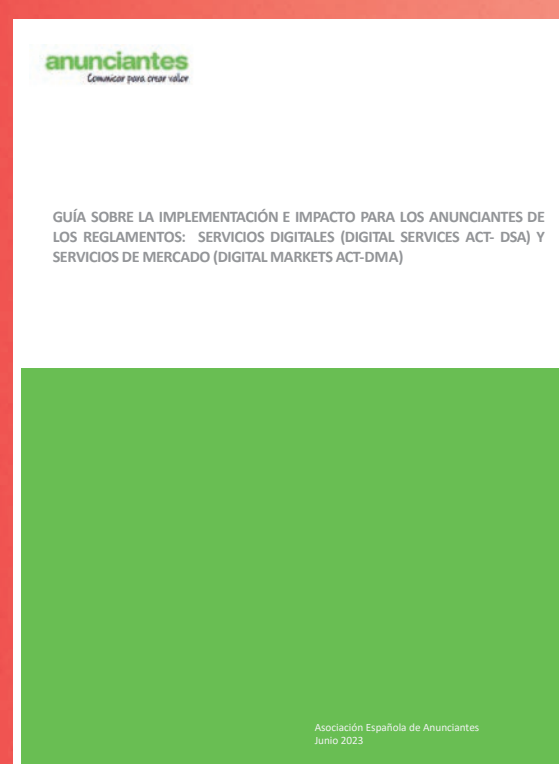 anunciantes
Comunicar para crear valor
GUÍA SOBRE LA IMPLEMENTACIÓN E IMPACTO PARA LOS ANUNCIANTES DE
LOS REGLAMENTOS: SERVICIOS DIGITALES (DIGITAL SERVICES ACT- DSA) Y
SERVICIOS DE MERCADO (DIGITAL MARKETS ACT-DMA)
Asociación Española de Anunciantes
Junio 2023